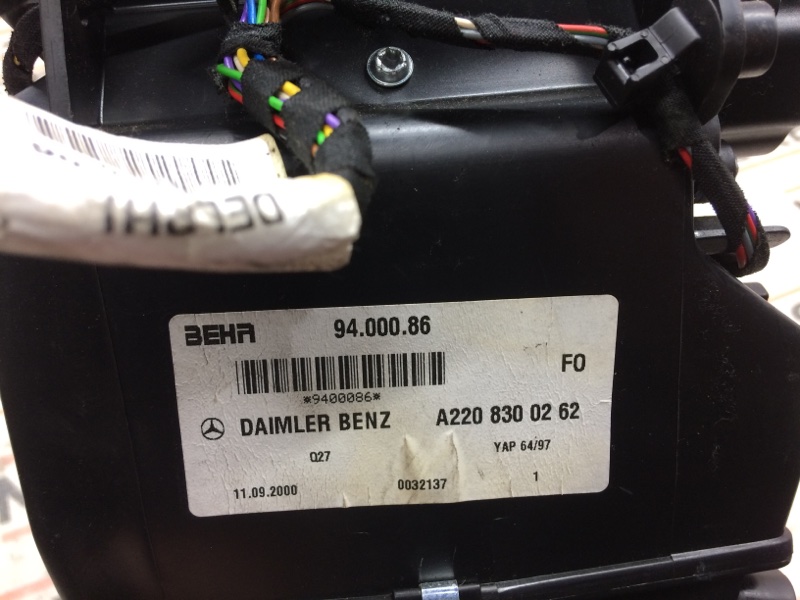 DELPHI
BEHR 94.000.86
*9400086* FO
DAIMLER BENZ A220 830 02 62
Q27 YAP 64/97
11.09.2000 0032137 1